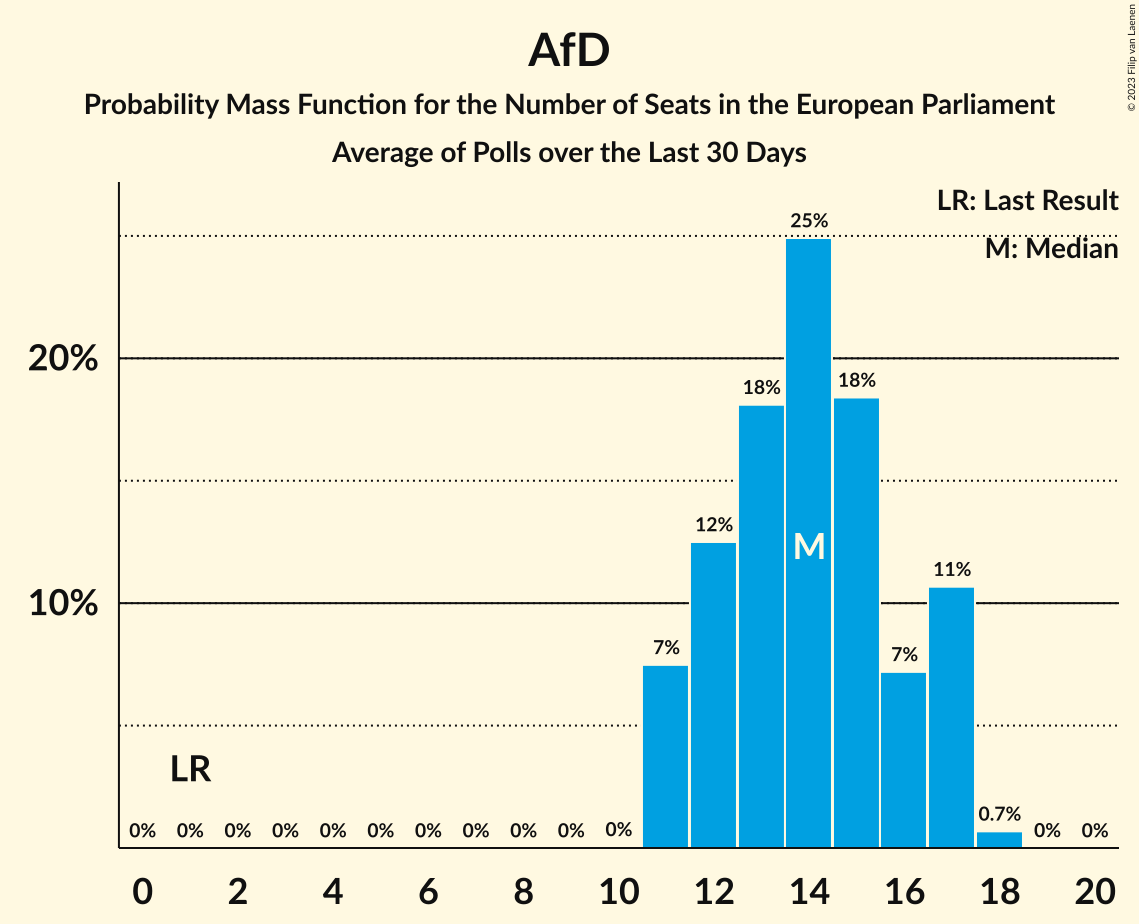 AfD
Probability Mass Function for the Number of Seats in the European Parliament
Average of Polls over the Last 30 Days
© 2023 Filip van Laenen
LR: Last Result
M: Median
25%
20%
18%
18%
12%
M
11%
10%
7%
7%
LR
0%
0%
0%
0%
0%
0%
0%
0%
0%
0%
0%
0.7%
0%
0%
0 2 4 6 8 10 12 14 16 18 20